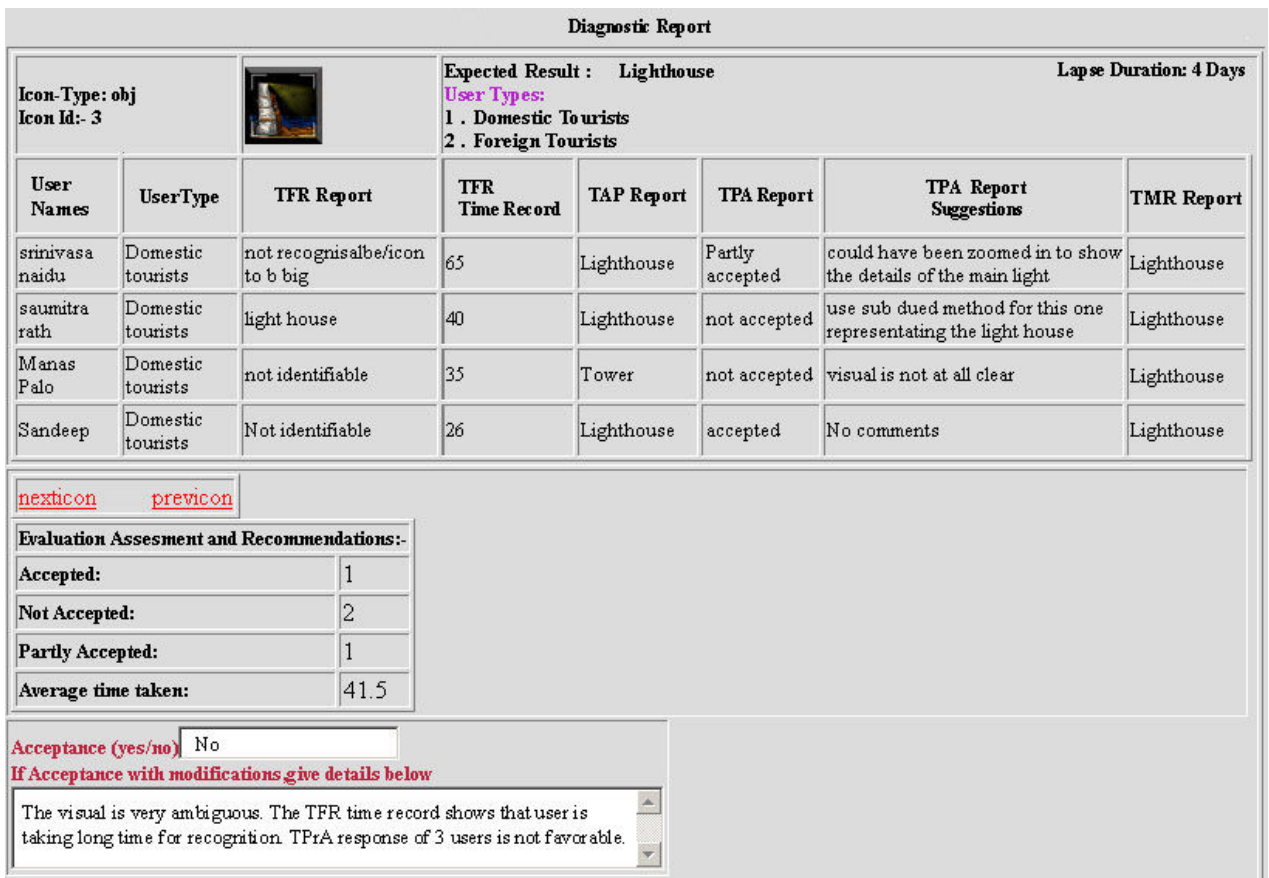 Diagnostic Report
Icon-Type: obj
Icon Id:- 3
Expected Result : Lighthouse
Lapse Duration: 4 Days
User Types:
1 . Domestic Tourists
2 . Foreign Tourists
User Names
UserType
TFR Report
TFR Time Record
TAP Report
TPA Report
TPA Report Suggestions
TMR Report
srinivasa naidu
Domestic tourists
not recognisalbe/icon to b big
65
Lighthouse
Partly accepted
could have been zoomed in to show the details of the main light
Lighthouse
saumitra rath
Domestic tourists
light house
40
Lighthouse
not accepted
use sub dued method for this one representating the light house
Lighthouse
Manas Palo
Domestic tourists
not identifiable
35
Tower
not accepted
visual is not at all clear
Lighthouse
Sandeep
Domestic tourists
Not identifiable
26
Lighthouse
accepted
No comments
Lighthouse
nexticon previcon
Evaluation Assesment and Recommendations:-
Accepted: 1
Not Accepted: 2
Partly Accepted: 1
Average time taken: 41.5
Acceptance (yes/no) No
If Acceptance with modifications,give details below
The visual is very ambiguous. The TFR time record shows that user is
taking long time for recognition. TPrA response of 3 users is not favorable.